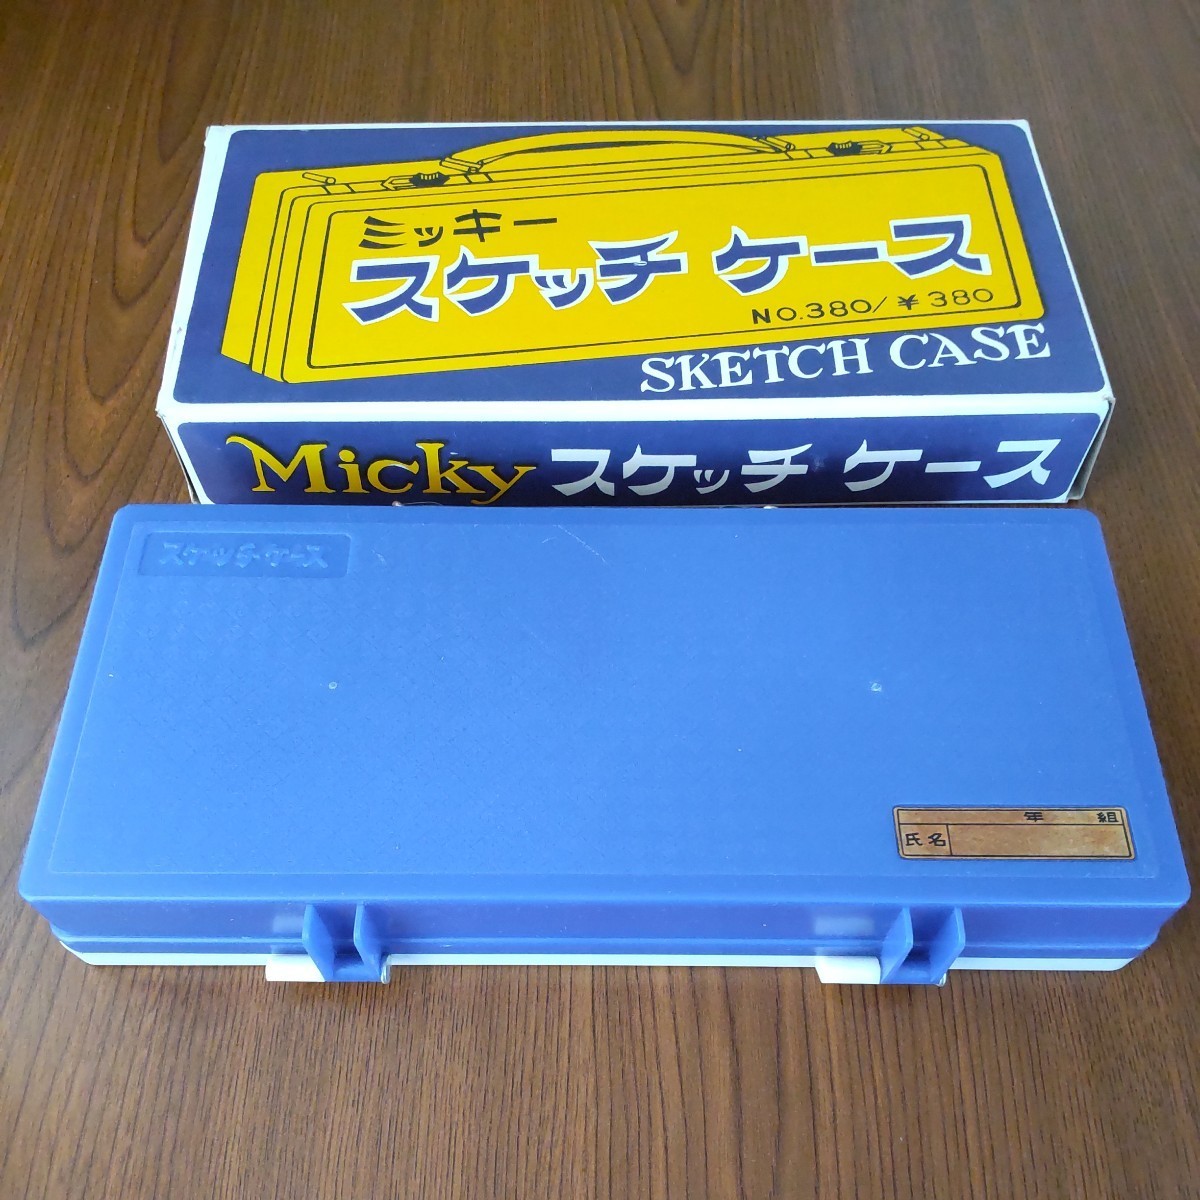 ミッキー
スケッチ ケース
NO.380/￥380
SKETCH CASE
Micky スケッチ ケース
スケッチケース
年 組
氏名